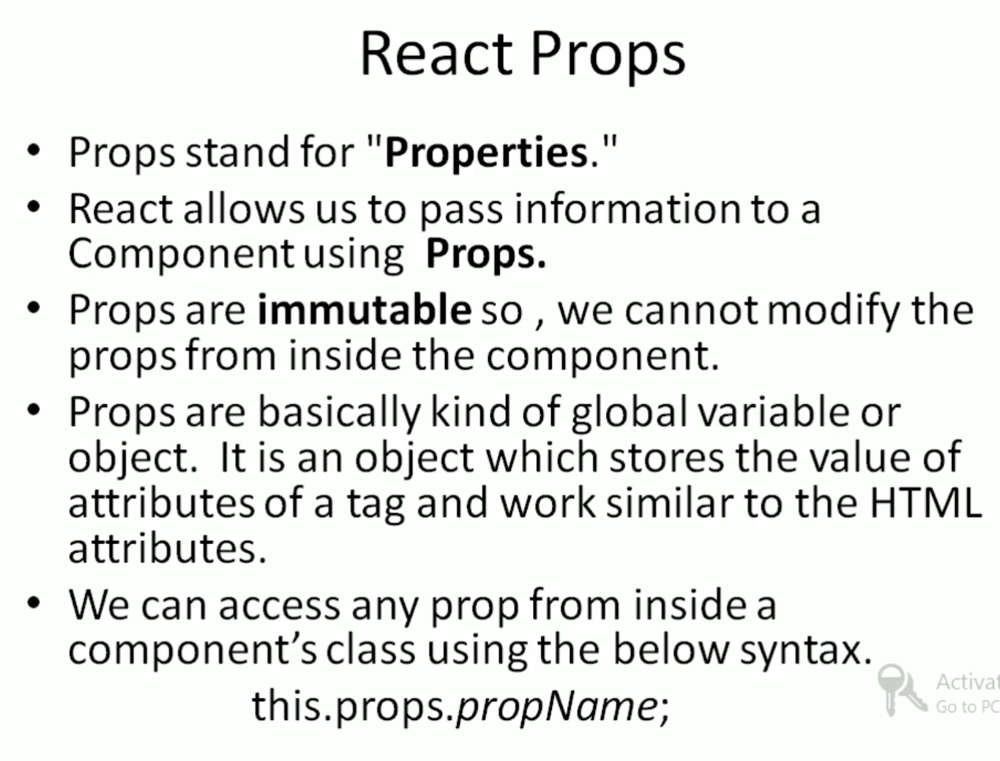 React Props
• Props stand for "Properties."
• React allows us to pass information to a
Component using Props.
• Props are immutable so , we cannot modify the
props from inside the component.
• Props are basically kind of global variable or
object. It is an object which stores the value of
attributes of a tag and work similar to the HTML
attributes.
• We can access any prop from inside a
component’s class using the below syntax.
this.props.propName;
Activat
Go to PC